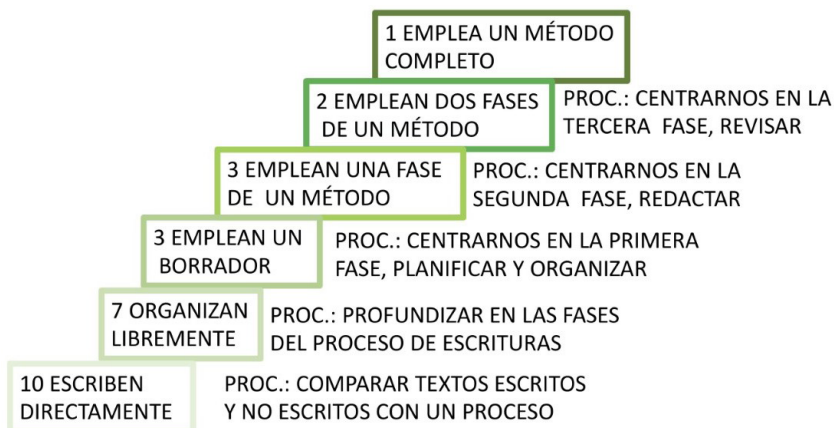 1 EMPLEA UN MÉTODO
COMPLETO
2 EMPLEAN DOS FASES
DE UN MÉTODO
PROC.: CENTRARNOS EN LA
TERCERA FASE, REVISAR
3 EMPLEAN UNA FASE
DE UN MÉTODO
PROC.: CENTRARNOS EN LA
SEGUNDA FASE, REDACTAR
3 EMPLEAN UN
BORRADOR
PROC.: CENTRARNOS EN LA PRIMERA
FASE, PLANIFICAR Y ORGANIZAR
7 ORGANIZAN
LIBREMENTE
PROC.: PROFUNDIZAR EN LAS FASES
DEL PROCESO DE ESCRITURAS
10 ESCRIBEN
DIRECTAMENTE
PROC.: COMPARAR TEXTOS ESCRITOS
Y NO ESCRITOS CON UN PROCESO